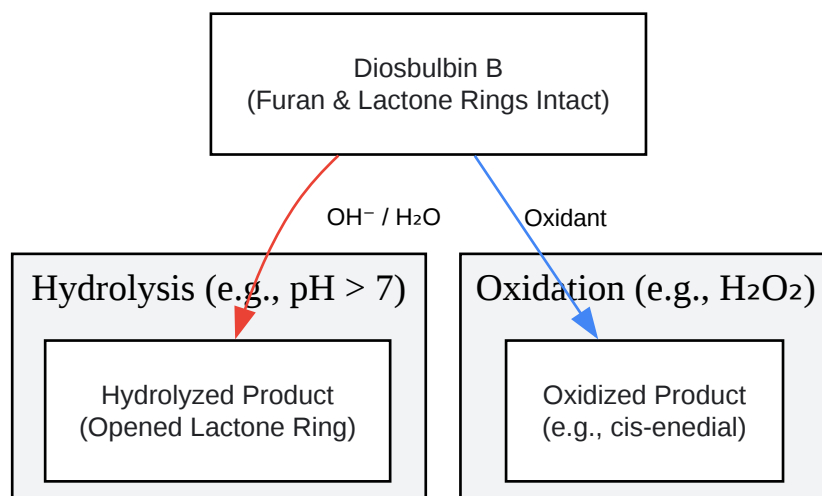 Diosbulbin B
(Furan & Lactone Rings Intact)
OH⁻ / H₂O
Oxidant
Hydrolysis (e.g., pH > 7)
Oxidation (e.g., H₂O₂)
Hydrolyzed Product
(Opened Lactone Ring)
Oxidized Product
(e.g., cis-enedial)